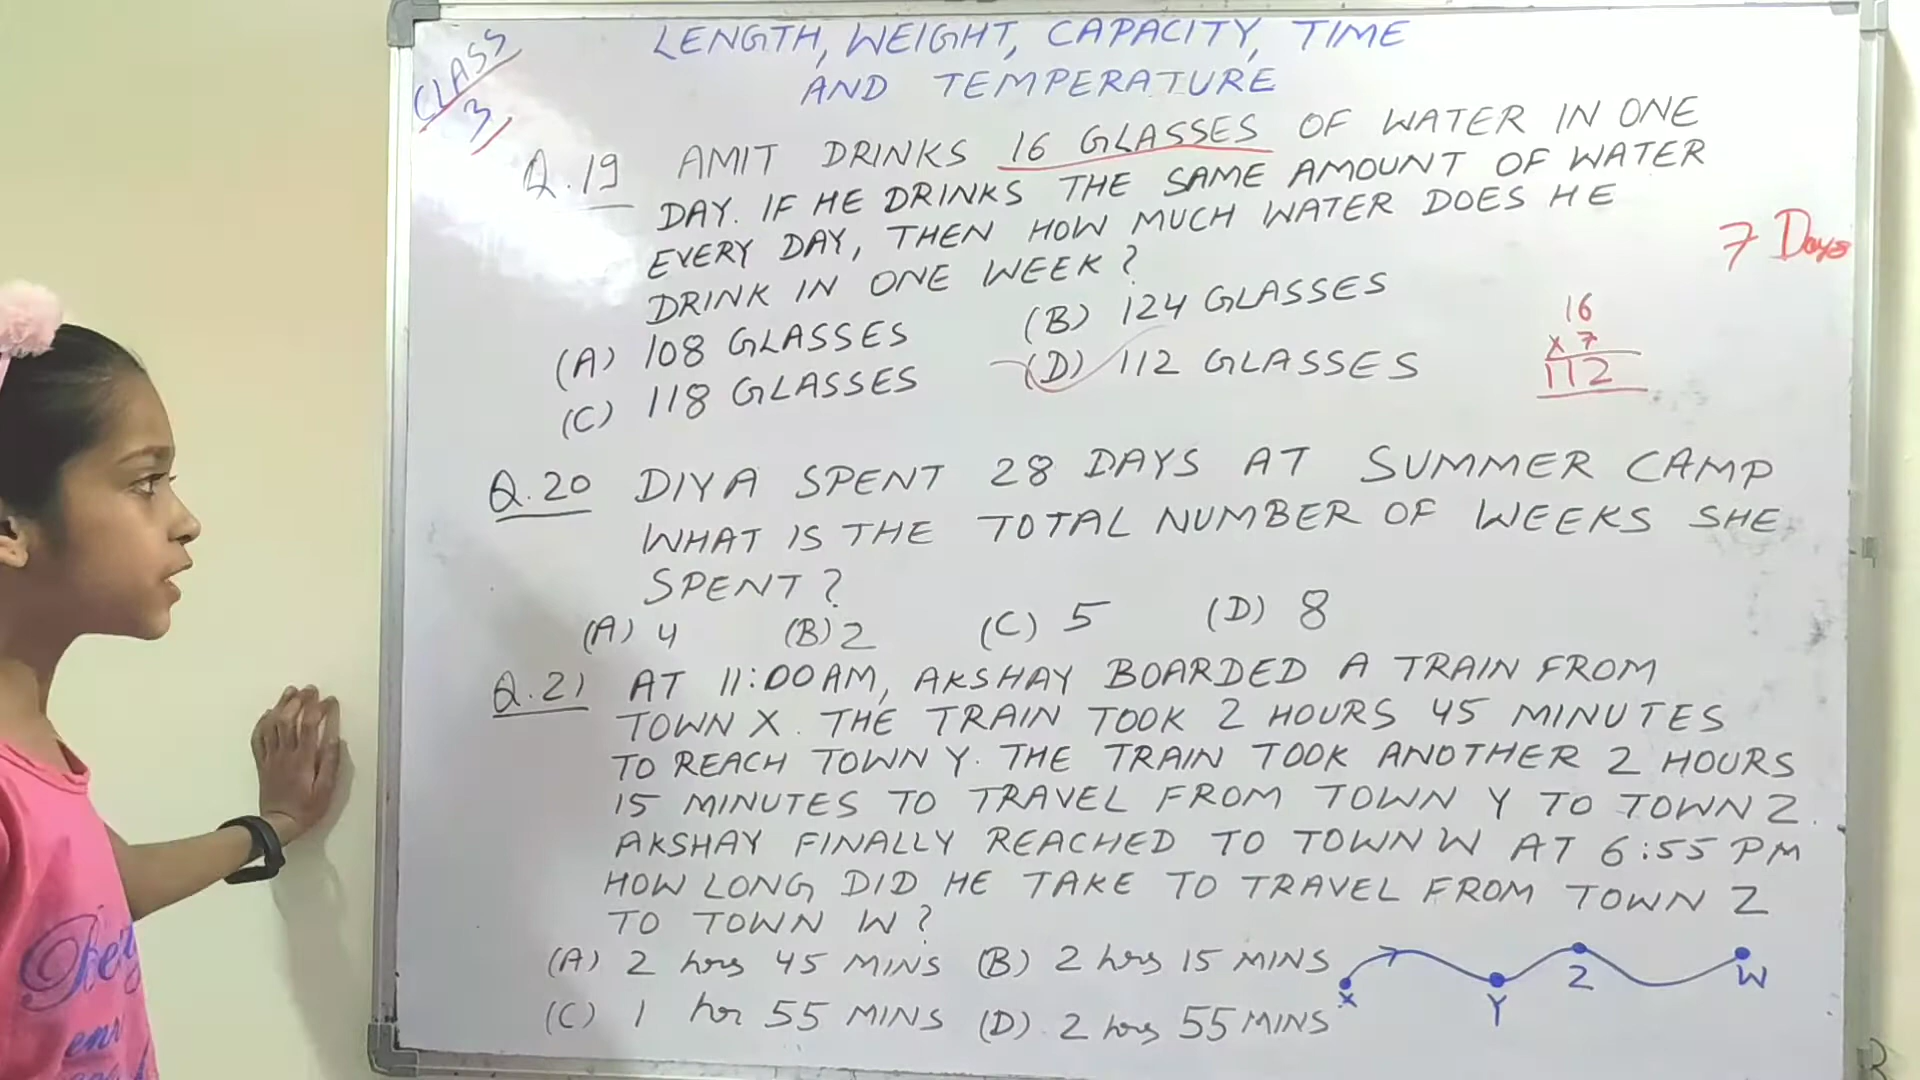 CLASS
3
LENGTH, WEIGHT, CAPACITY, TIME
AND TEMPERATURE
Q.19 AMIT DRINKS 16 GLASSES OF WATER IN ONE
DAY. IF HE DRINKS THE SAME AMOUNT OF WATER
EVERY DAY, THEN HOW MUCH WATER DOES HE
DRINK IN ONE WEEK?
(A) 108 GLASSES (B) 124 GLASSES
(C) 118 GLASSES (D) 112 GLASSES
7 Days
16
x 7
112
Q.20 DIYA SPENT 28 DAYS AT SUMMER CAMP
WHAT IS THE TOTAL NUMBER OF WEEKS SHE
SPENT?
(A) 4 (B) 2 (C) 5 (D) 8
Q.21 AT 11:00AM, AKSHAY BOARDED A TRAIN FROM
TOWN X. THE TRAIN TOOK 2 HOURS 45 MINUTES
TO REACH TOWN Y. THE TRAIN TOOK ANOTHER 2 HOURS
15 MINUTES TO TRAVEL FROM TOWN Y TO TOWN Z.
AKSHAY FINALLY REACHED TO TOWN W AT 6:55 PM
HOW LONG DID HE TAKE TO TRAVEL FROM TOWN Z
TO TOWN W?
(A) 2 hrs 45 MINS (B) 2 hrs 15 MINS
(C) 1 hr 55 MINS (D) 2 hrs 55 MINS
X Y Z W